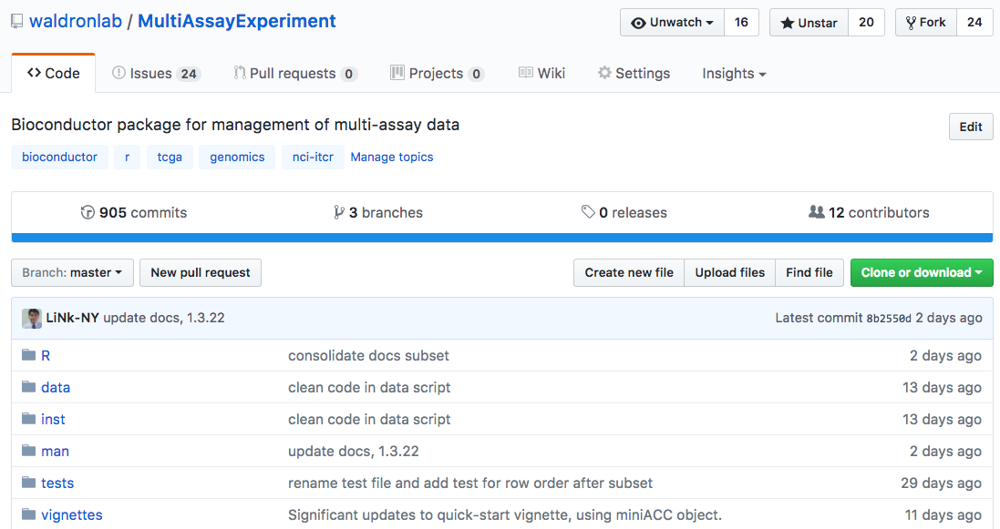 waldronlab / MultiAssayExperiment Unwatch 16 Unstar 20 Fork 24
Code Issues 24 Pull requests 0 Projects 0 Wiki Settings Insights
Bioconductor package for management of multi-assay data Edit
bioconductor r tcga genomics nci-itcr Manage topics
905 commits 3 branches 0 releases 12 contributors
Branch: master New pull request Create new file Upload files Find file Clone or download
LiNk-NY update docs, 1.3.22 Latest commit 8b2550d 2 days ago
R consolidate docs subset 2 days ago
data clean code in data script 13 days ago
inst clean code in data script 13 days ago
man update docs, 1.3.22 2 days ago
tests rename test file and add test for row order after subset 29 days ago
vignettes Significant updates to quick-start vignette, using miniACC object. 11 days ago